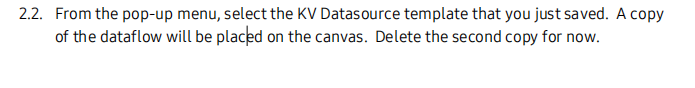 2.2. From the pop-up menu, select the KV Datasource template that you just saved. A copy
of the dataflow will be placed on the canvas. Delete the second copy for now.